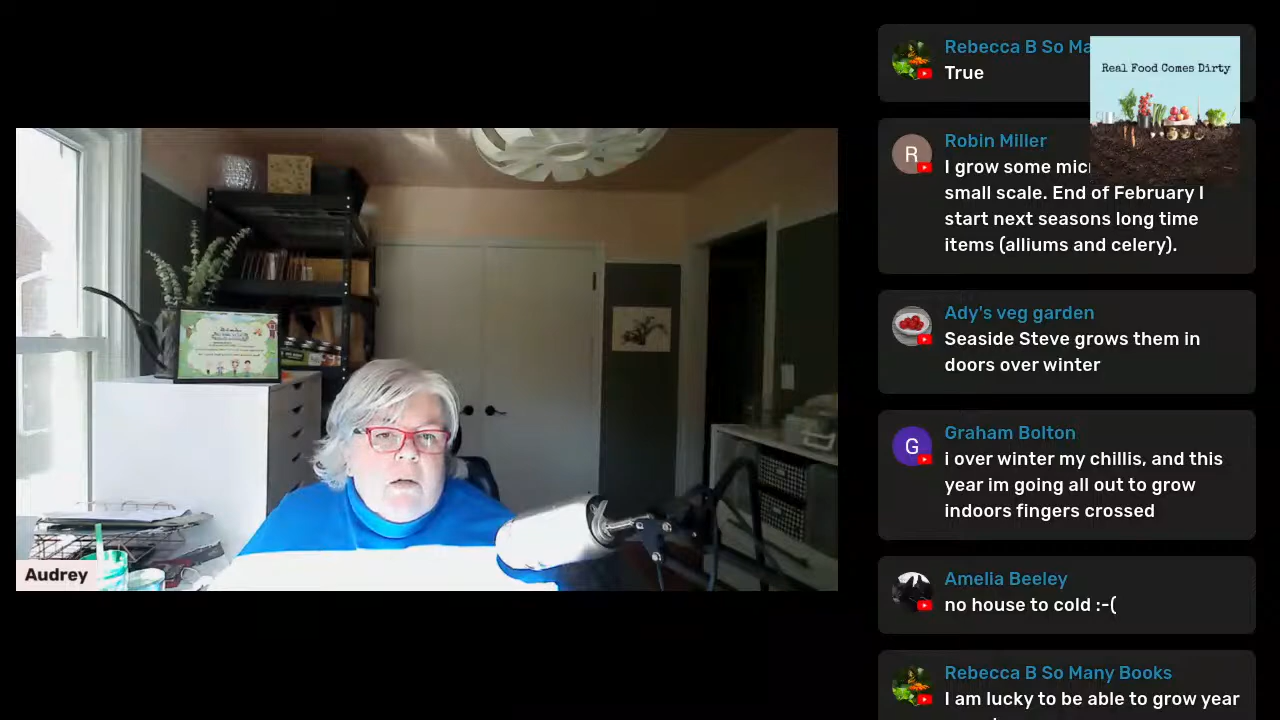 Rebecca B So Ma
True
Real Food Comes Dirty
Robin Miller
I grow some mic
small scale. End of February I
start next seasons long time
items (alliums and celery).
Ady's veg garden
Seaside Steve grows them in
doors over winter
G
Graham Bolton
i over winter my chillis, and this
year im going all out to grow
indoors fingers crossed
Amelia Beeley
no house to cold :-(
Rebecca B So Many Books
I am lucky to be able to grow year
R
Audrey